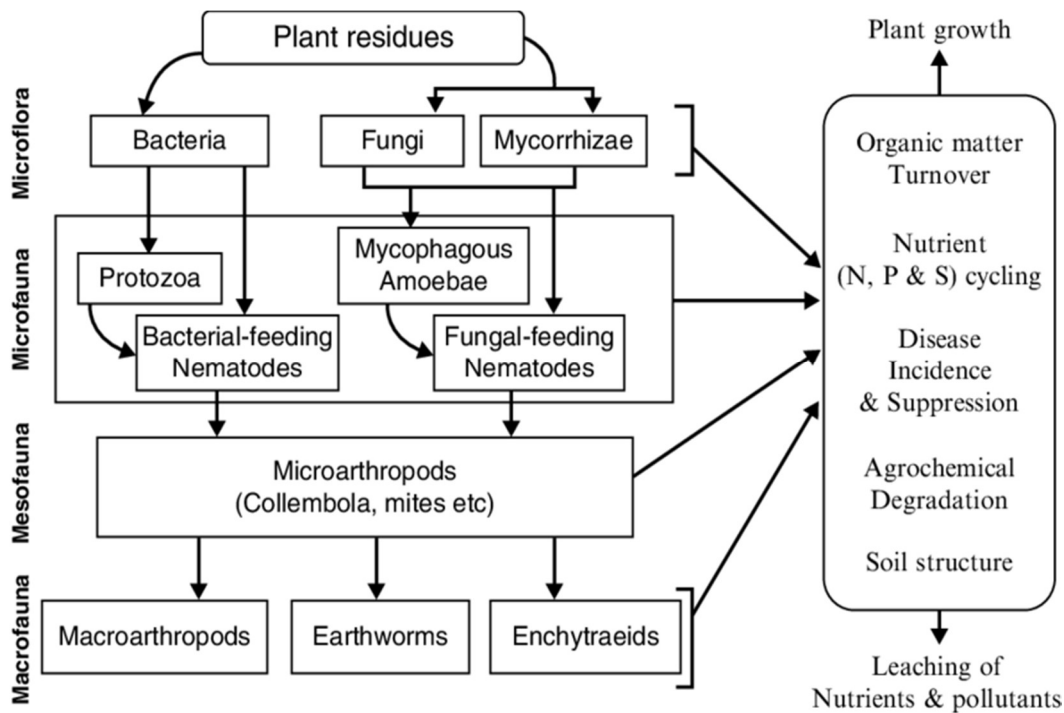 Plant residues
Plant growth
Microflora
Bacteria
Fungi
Mycorrhizae
Organic matter
Turnover
Microfauna
Protozoa
Mycophagous
Amoebae
Nutrient
(N, P & S) cycling
Bacterial-feeding
Nematodes
Fungal-feeding
Nematodes
Disease
Incidence
& Suppression
Mesofauna
Microarthropods
(Collembola, mites etc)
Agrochemical
Degradation
Soil structure
Macrofauna
Macroarthropods
Earthworms
Enchytraeids
Leaching of
Nutrients & pollutants